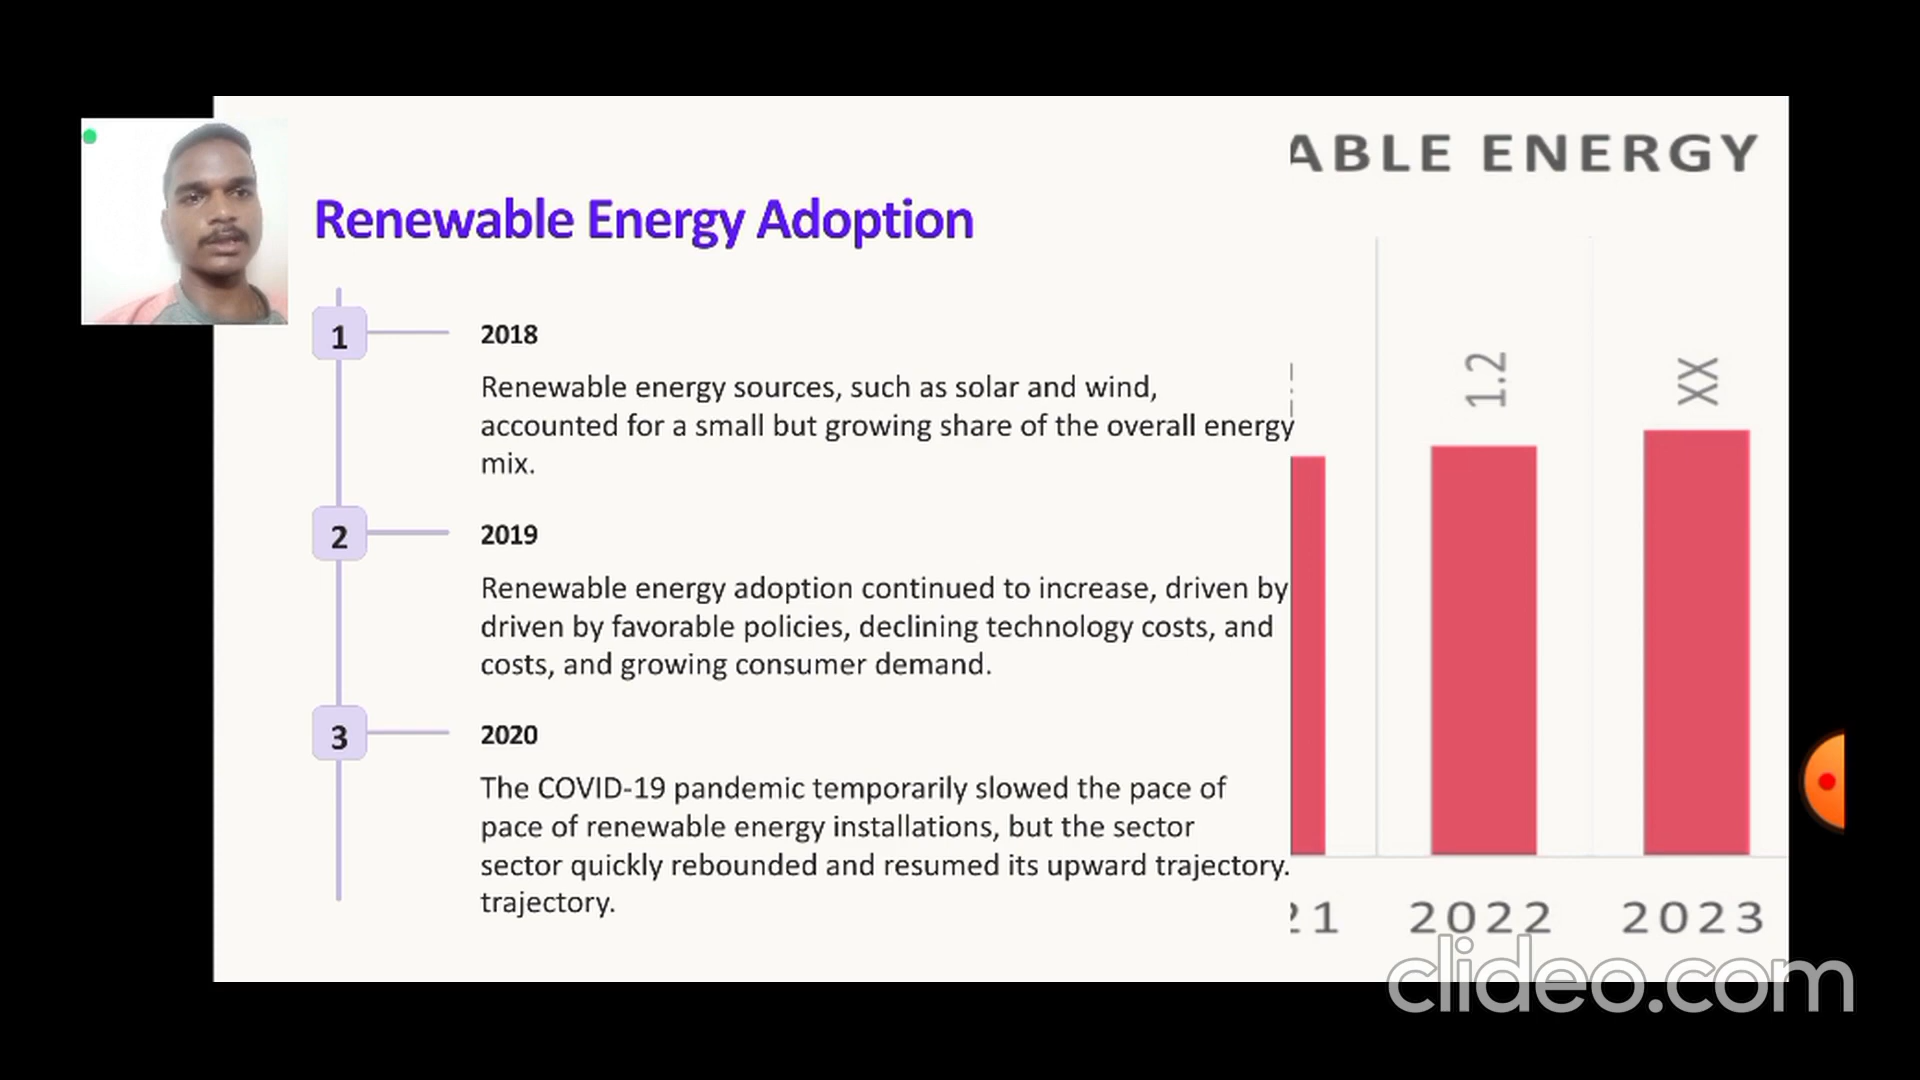 ABLE ENERGY
Renewable Energy Adoption
1
2018
Renewable energy sources, such as solar and wind,
accounted for a small but growing share of the overall energy
mix.
2
2019
Renewable energy adoption continued to increase, driven by
driven by favorable policies, declining technology costs, and
costs, and growing consumer demand.
3
2020
The COVID-19 pandemic temporarily slowed the pace of
pace of renewable energy installations, but the sector
sector quickly rebounded and resumed its upward trajectory.
trajectory.
1.2
XX
21 2022 2023
clideo.com